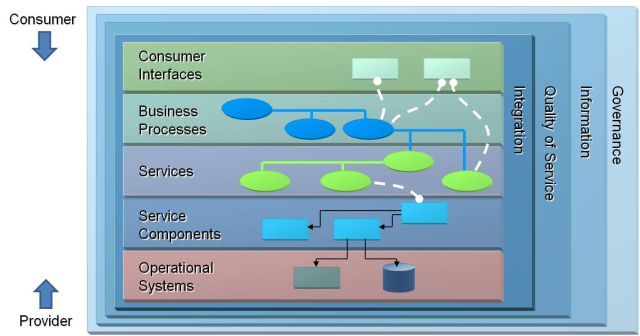 Consumer
Consumer
Interfaces
Business
Processes
Services
Service
Components
Operational
Systems
Integration
Quality of Service
Information
Governance
Provider